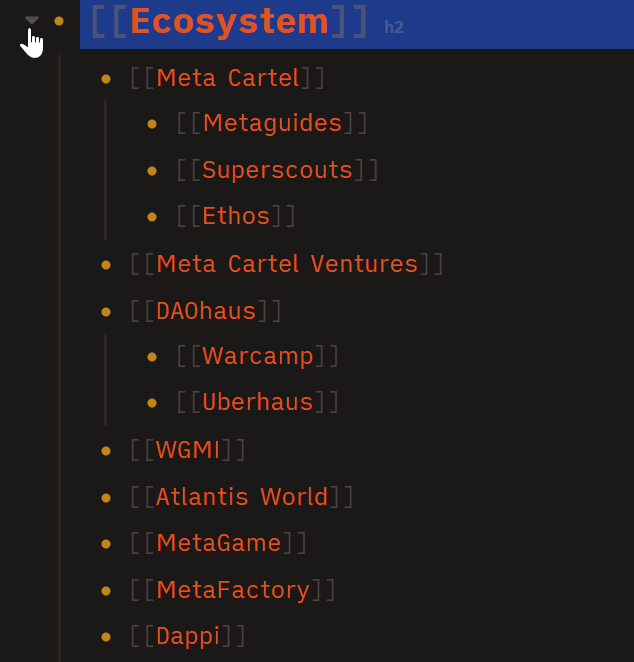 [[Ecosystem]] h2
[[Meta Cartel]]
[[Metaguides]]
[[Superscouts]]
[[Ethos]]
[[Meta Cartel Ventures]]
[[DAOhaus]]
[[Warcamp]]
[[Uberhaus]]
[[WGMI]]
[[Atlantis World]]
[[MetaGame]]
[[MetaFactory]]
[[Dappi]]